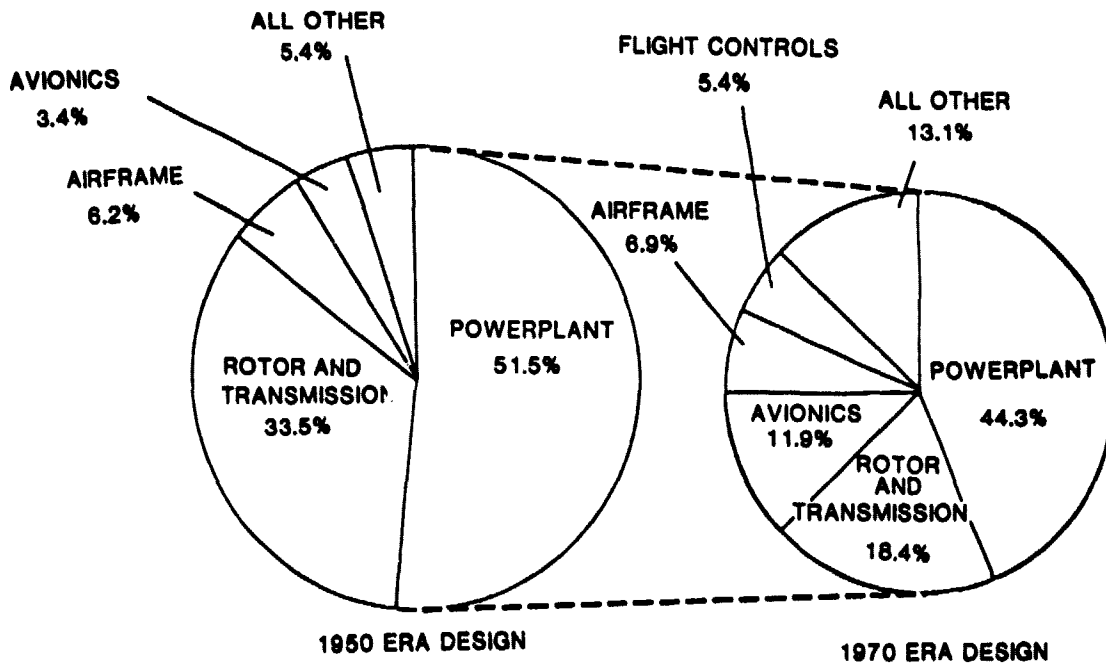 ALL OTHER
5.4%
AVIONICS
3.4%
AIRFRAME
6.2%
ROTOR AND
TRANSMISSION
33.5%
POWERPLANT
51.5%
1950 ERA DESIGN
FLIGHT CONTROLS
5.4%
ALL OTHER
13.1%
AIRFRAME
6.9%
AVIONICS
11.9%
ROTOR
AND
TRANSMISSION
18.4%
POWERPLANT
44.3%
1970 ERA DESIGN